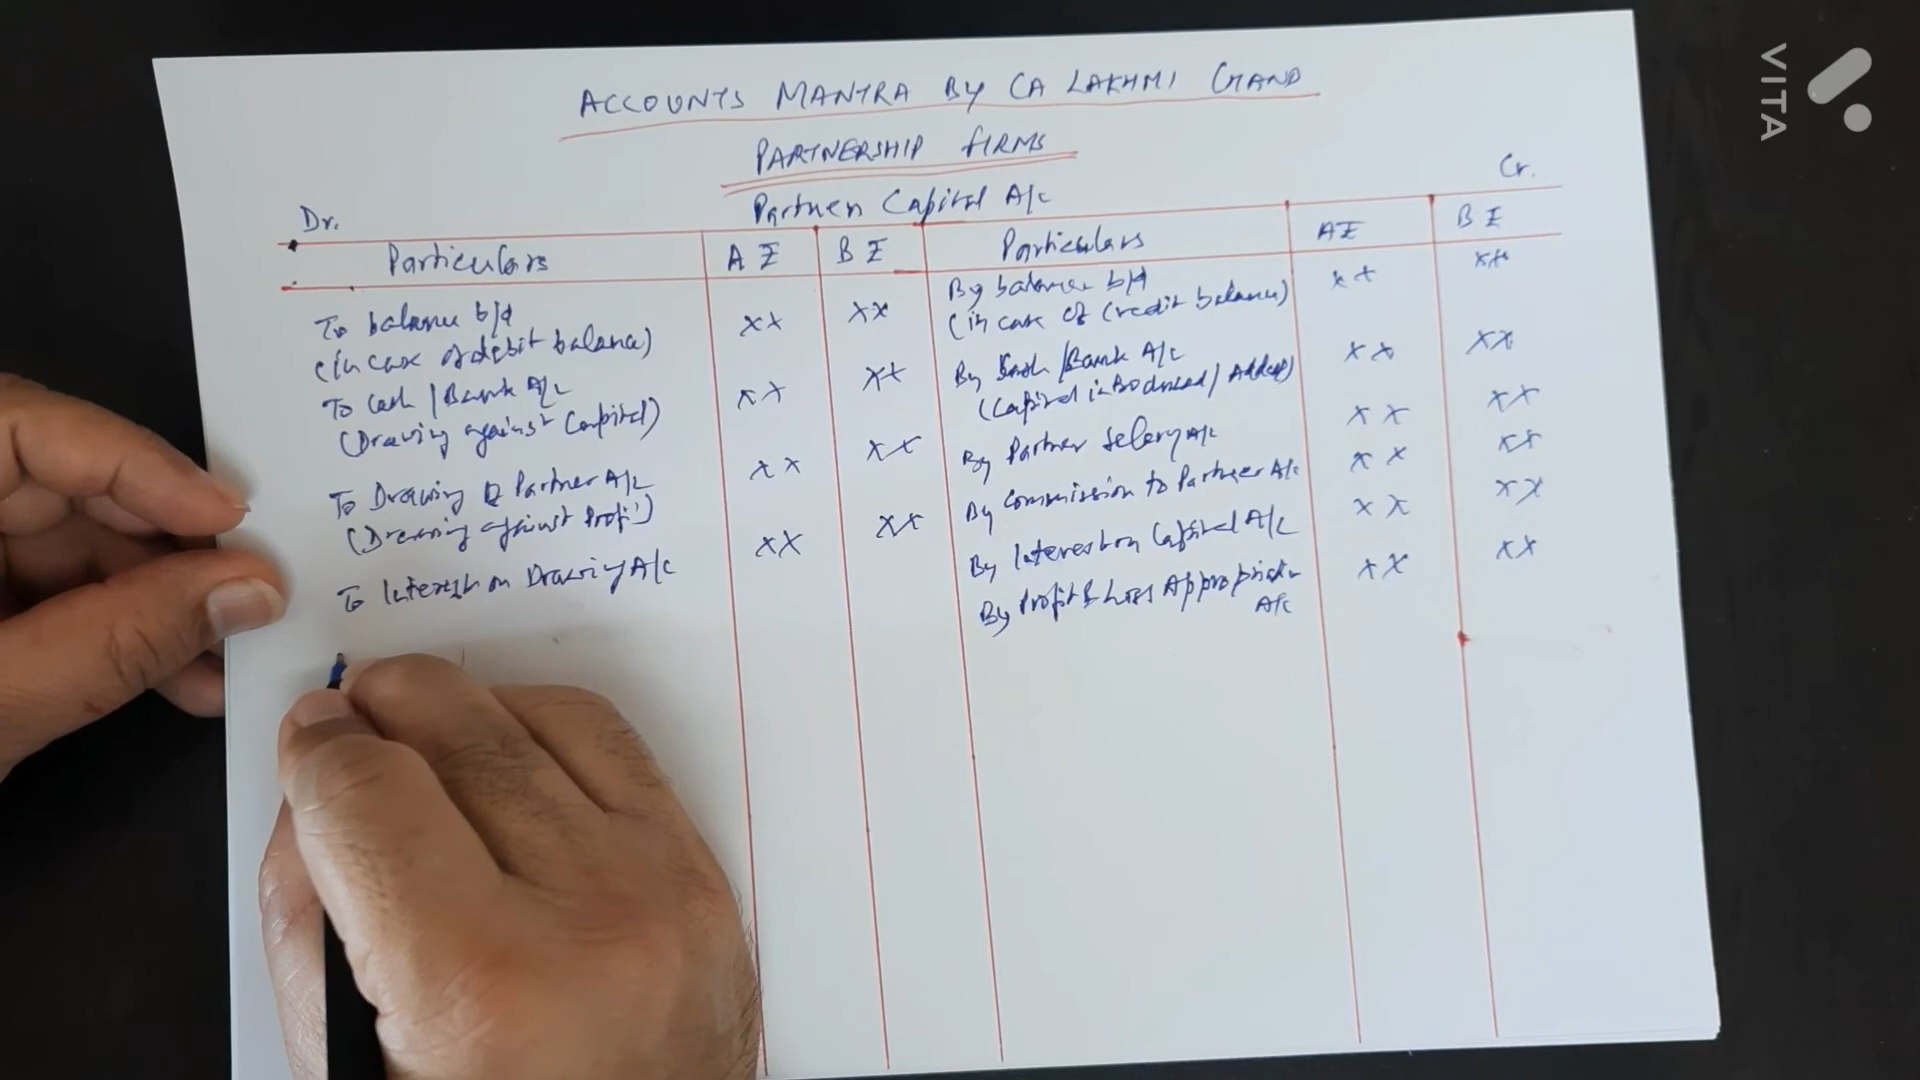 ACCOUNTS MANTRA BY CA LAKHMI CHAND
PARTNERSHIP FIRMS
Partner Capital A/c
Dr.
Cr.
Particulars
A ₹
B ₹
Particulars
A ₹
B ₹
To balance b/d
xx
xx
(In case of debit balance)
To Cash / Bank A/c
xx
xx
(Drawing against Capital)
To Drawing Partner A/c
xx
xx
(Drawing against Profit)
To Interest on Drawing A/c
xx
xx
By balance b/d
xx
xx
(in case of Credit balance)
By Cash / Bank A/c
xx
xx
(Capital introduced / Added)
By Partner Salary A/c
xx
xx
By Commission to Partner A/c
xx
xx
By Interest on Capital A/c
xx
xx
By Profit & Loss Appropriation
xx
xx
A/c
VITA